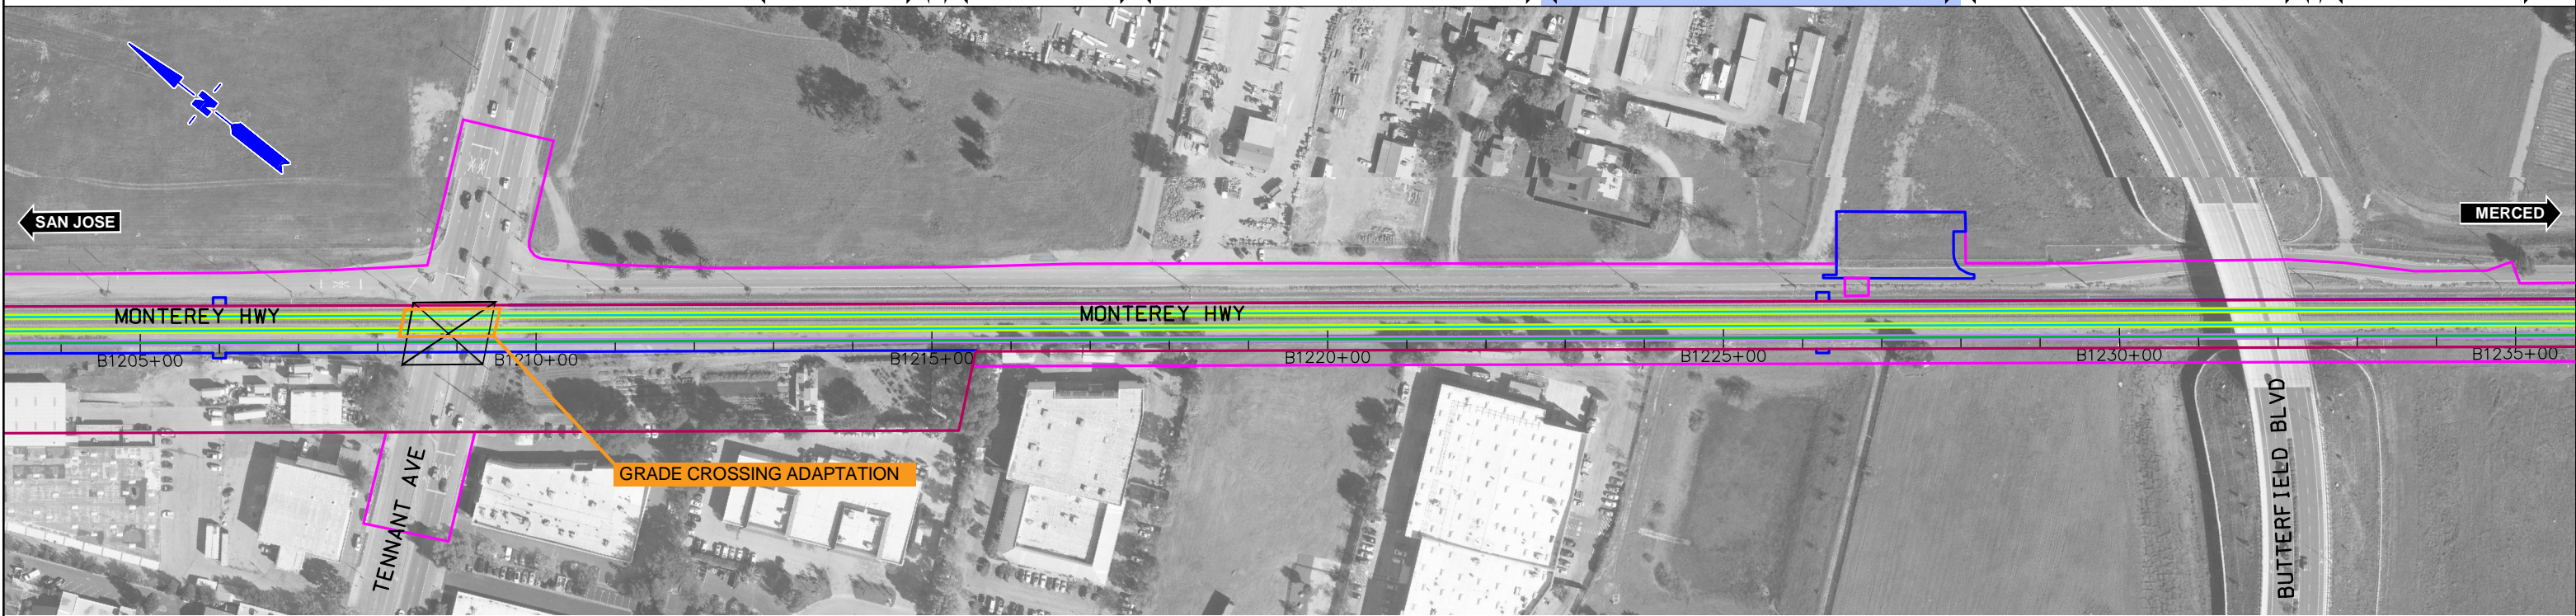 N
SAN JOSE
MERCED
MONTEREY HWY
MONTEREY HWY
B1205+00
B1210+00
B1215+00
B1220+00
B1225+00
B1230+00
B1235+00
GRADE CROSSING ADAPTATION
TENNANT AVE
BUTTERFIELD BLVD